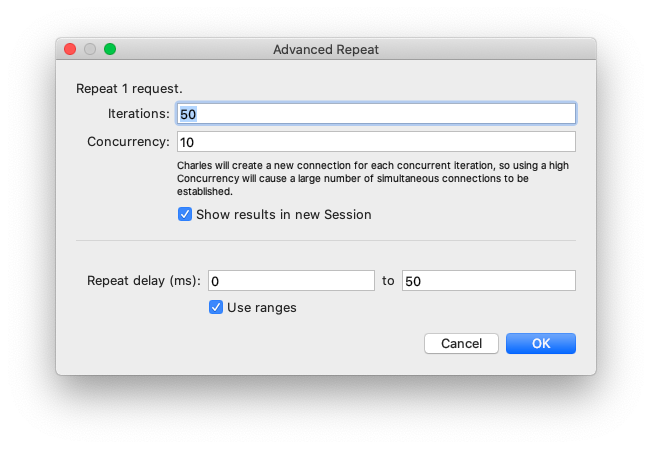 Advanced Repeat
Repeat 1 request.
Iterations: 50
Concurrency: 10
Charles will create a new connection for each concurrent iteration, so using a high
Concurrency will cause a large number of simultaneous connections to be
established.
Show results in new Session
Repeat delay (ms): 0 to 50
Use ranges
Cancel OK